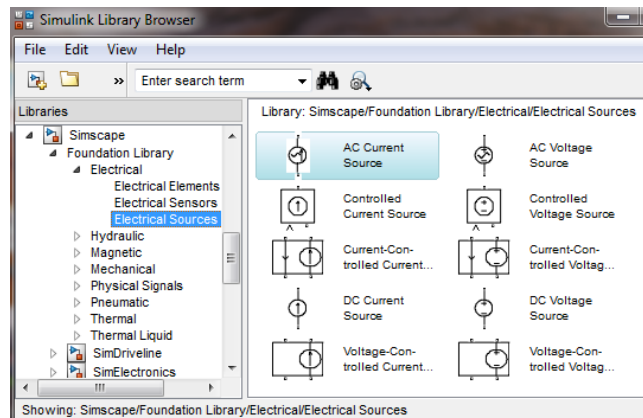 Simulink Library Browser
File Edit View Help
» Enter search term
Libraries
Library: Simscape/Foundation Library/Electrical/Electrical Sources
Simscape
Foundation Library
Electrical
Electrical Elements
Electrical Sensors
Electrical Sources
Hydraulic
Magnetic
Mechanical
Physical Signals
Pneumatic
Thermal
Thermal Liquid
SimDriveline
SimElectronics
AC Current
Source
AC Voltage
Source
Controlled
Current Source
Controlled
Voltage Source
Current-Con-
trolled Current...
Current-Con-
trolled Voltag...
DC Current
Source
DC Voltage
Source
Voltage-Con-
trolled Current...
Voltage-Con-
trolled Voltag...
Showing: Simscape/Foundation Library/Electrical/Electrical Sources